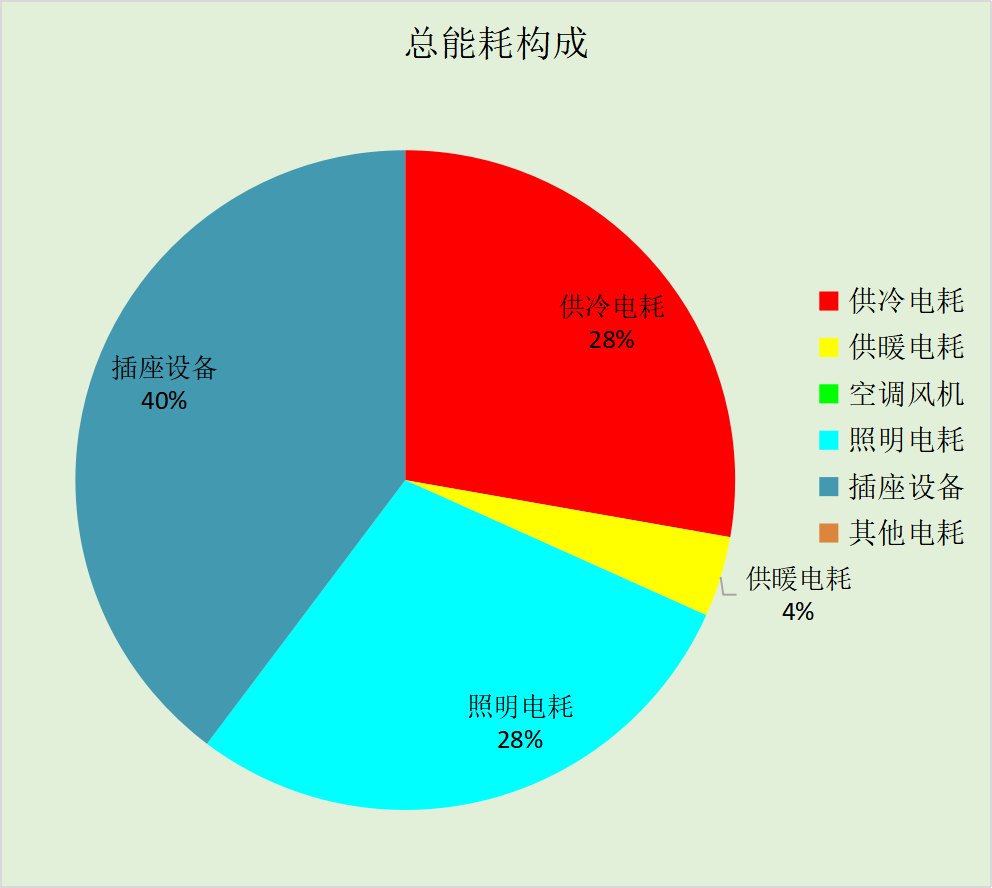 总能耗构成
供冷电耗
28%
插座设备
40%
供暖电耗
4%
照明电耗
28%
供冷电耗
供暖电耗
空调风机
照明电耗
插座设备
其他电耗